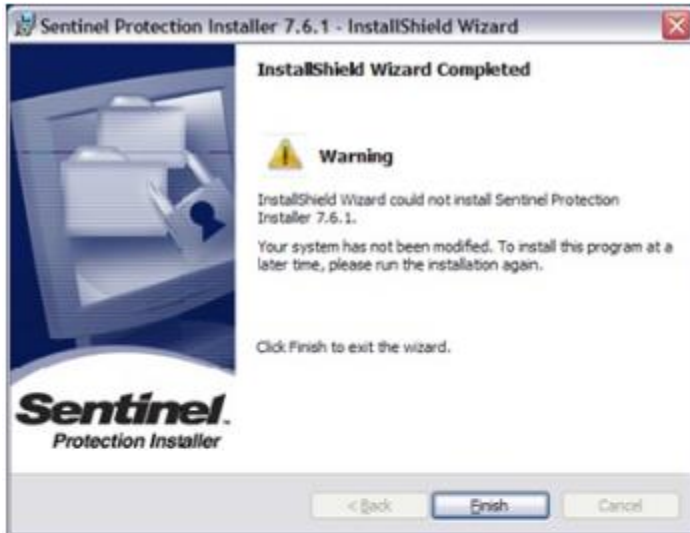 Sentinel Protection Installer 7.6.1 - InstallShield Wizard
InstallShield Wizard Completed
Warning
InstallShield Wizard could not install Sentinel Protection
Installer 7.6.1.
Your system has not been modified. To install this program at a
later time, please run the installation again.
Click Finish to exit the wizard.
Sentinel.
Protection Installer
< Back
Finish
Cancel